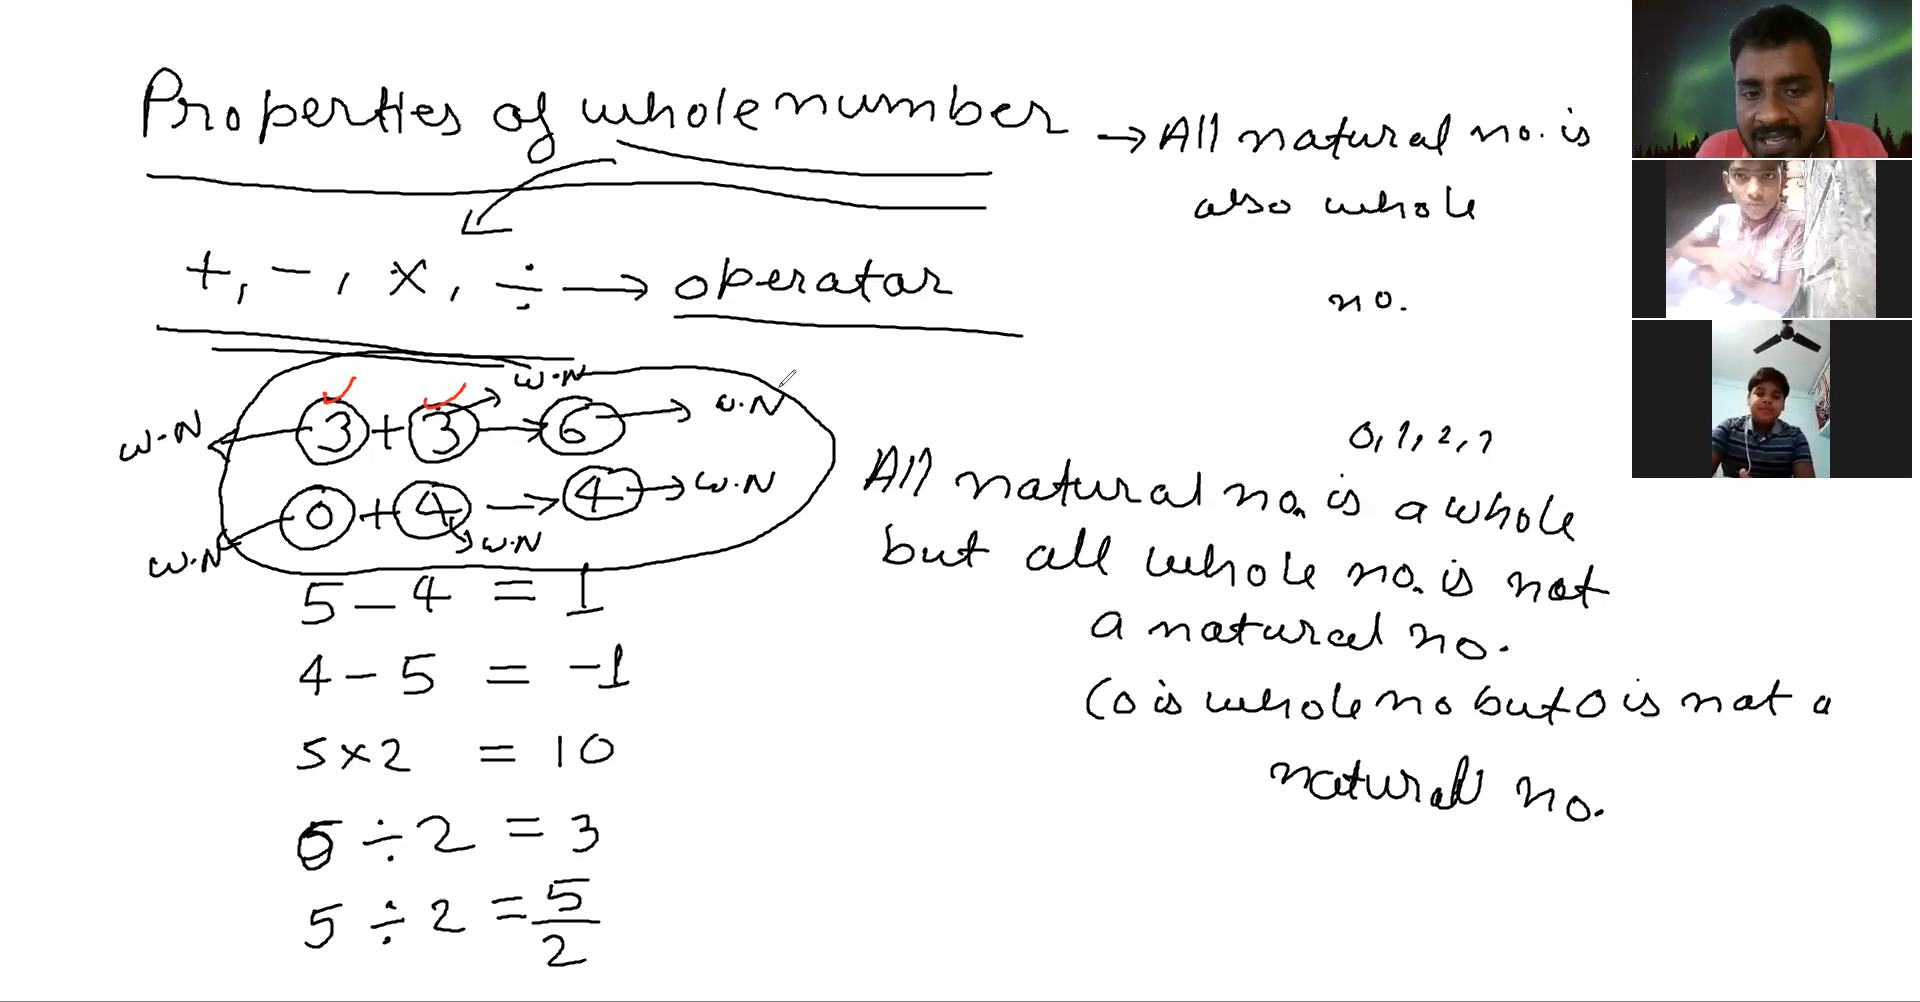 Properties of whole number → All natural no. is
also whole
no.
+, -, ×, ÷ → operatar
W.N
3 + 3 → 6 → W.N
W.N
0, 1, 2, 7
0 + 4 → 4 → W.N
W.N
W.N
All natural no. is a whole
but all whole no. is not
a natural no.
(0 is whole no but 0 is not a
natural no.
5 - 4 = 1
4 - 5 = -1
5 × 2 = 10
6 ÷ 2 = 3
5 ÷ 2 = 5/2